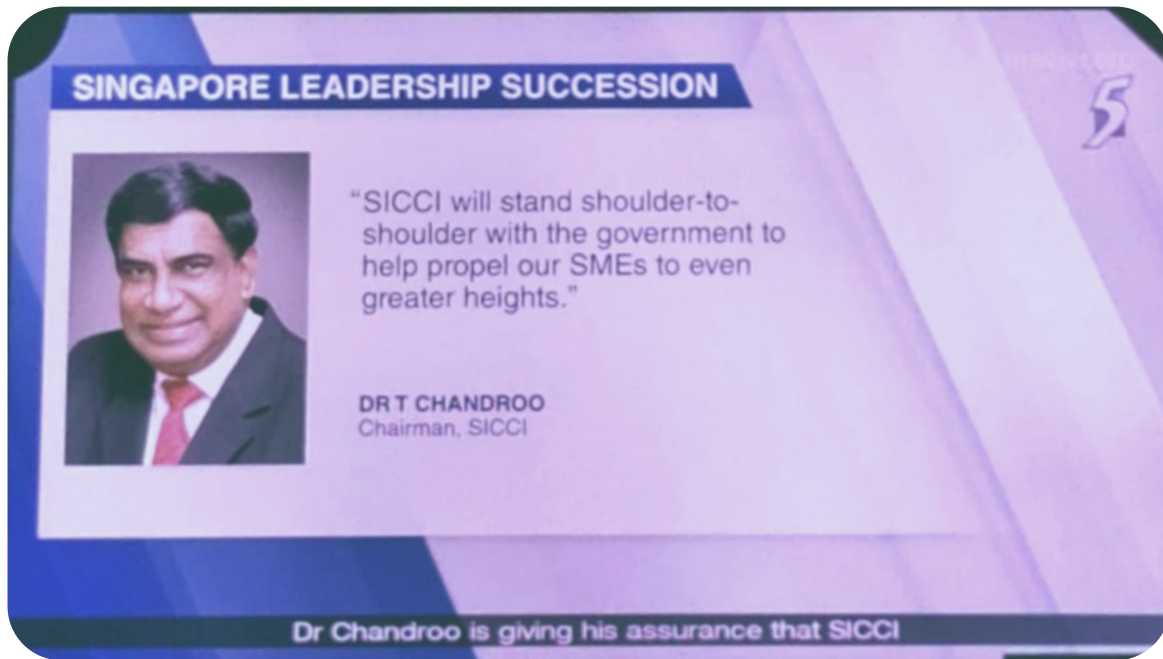 SINGAPORE LEADERSHIP SUCCESSION
5
“SICCI will stand shoulder-to-
shoulder with the government to
help propel our SMEs to even
greater heights.”
DR T CHANDROO
Chairman, SICCI
Dr Chandroo is giving his assurance that SICCI